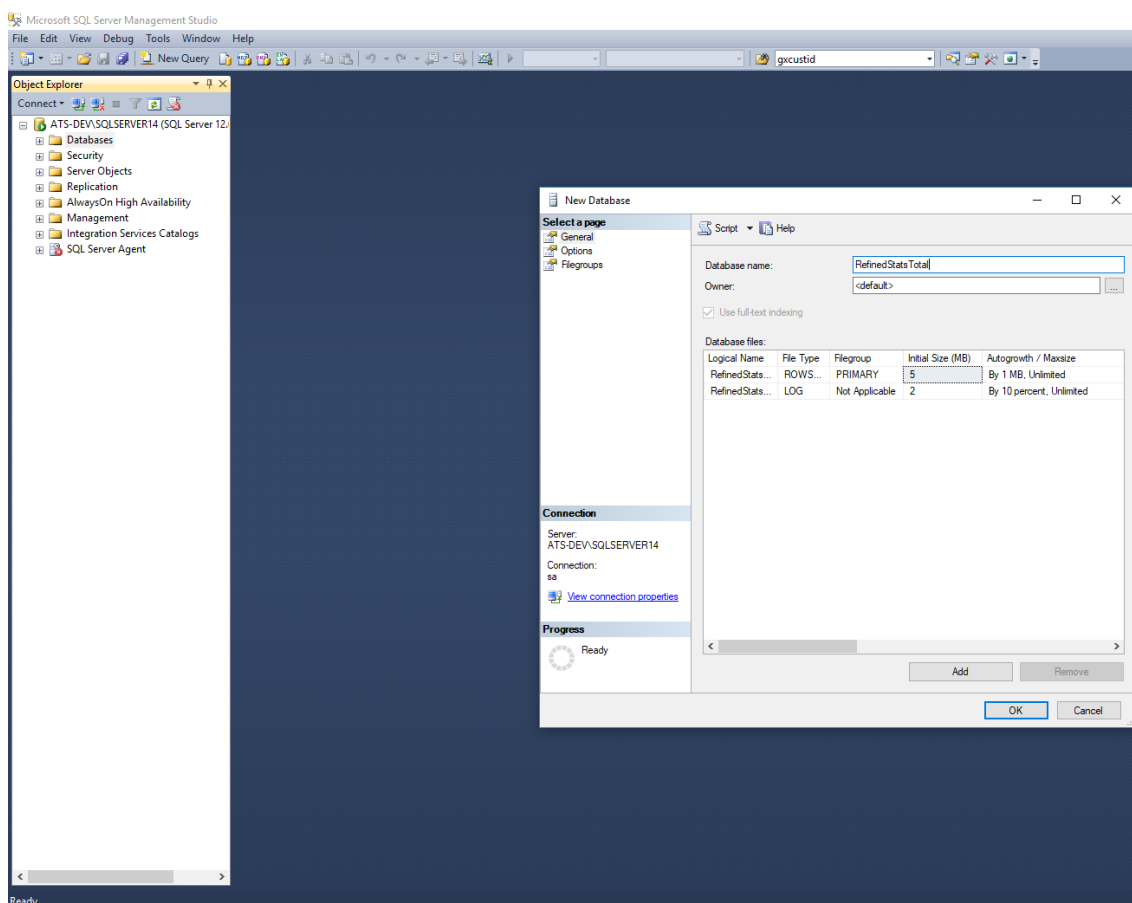 Microsoft SQL Server Management Studio
File Edit View Debug Tools Window Help
New Query gxcustid
Object Explorer
Connect
ATS-DEV\SQLSERVER14 (SQL Server 12.
Databases
Security
Server Objects
Replication
AlwaysOn High Availability
Management
Integration Services Catalogs
SQL Server Agent
New Database
Select a page
General
Options
Filegroups
Script Help
Database name: RefinedStatsTotal
Owner: <default> ...
Use full-text indexing
Database files:
Logical Name File Type Filegroup Initial Size (MB) Autogrowth / Maxsize
RefinedStats... ROWS... PRIMARY 5 By 1 MB, Unlimited
RefinedStats... LOG Not Applicable 2 By 10 percent, Unlimited
Connection
Server:
ATS-DEV\SQLSERVER14
Connection:
sa
View connection properties
Progress
Ready
Add Remove
OK Cancel
Ready